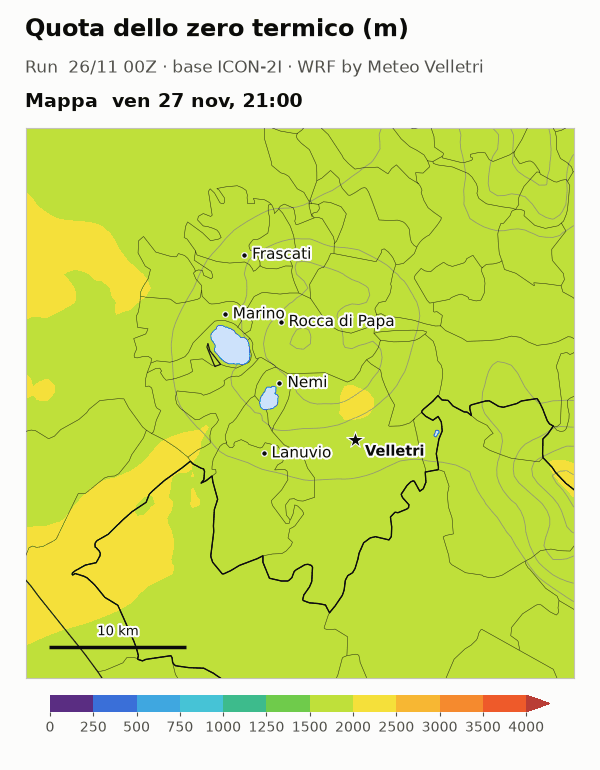 Quota dello zero termico (m)
Run  26/11 00Z · base ICON-2I · WRF by Meteo Velletri
Mappa  ven 27 nov, 21:00
Frascati
Marino
Rocca di Papa
Nemi
Velletri
Lanuvio
10 km
0 250 500 750 1000 1250 1500 2000 2500 3000 3500 4000